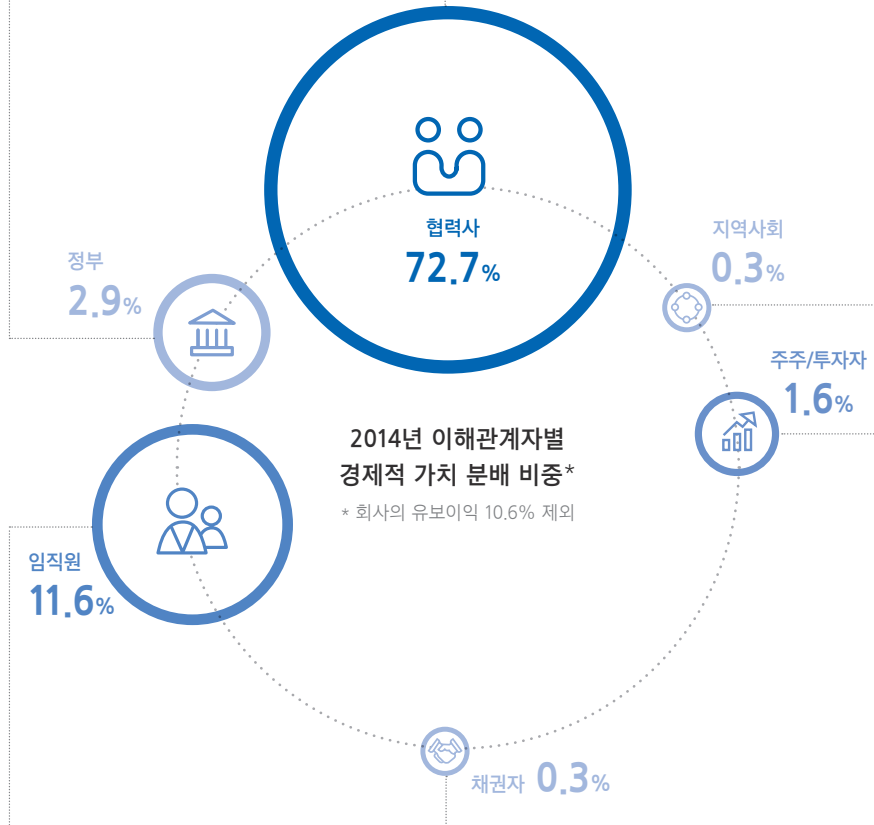 협력사
72.7%
지역사회
0.3%
정부
2.9%
주주/투자자
1.6%
2014년 이해관계자별
경제적 가치 분배 비중*
* 회사의 유보이익 10.6% 제외
임직원
11.6%
채권자 0.3%